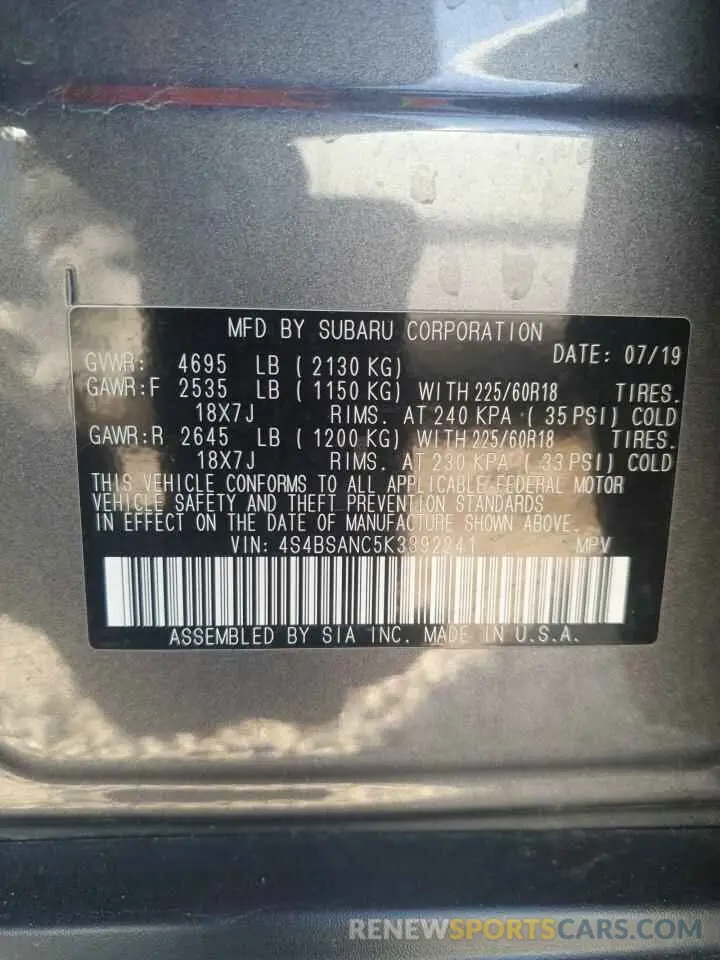 MFD BY SUBARU CORPORATION
DATE: 07/19
GVWR: 4695 LB ( 2130 KG)
GAWR:F 2535 LB ( 1150 KG) WITH 225/60R18 TIRES.
18X7J RIMS. AT 240 KPA ( 35 PSI) COLD
GAWR:R 2645 LB ( 1200 KG) WITH 225/60R18 TIRES.
18X7J RIMS. AT 230 KPA ( 33 PSI) COLD
THIS VEHICLE CONFORMS TO ALL APPLICABLE FEDERAL MOTOR
VEHICLE SAFETY AND THEFT PREVENTION STANDARDS
IN EFFECT ON THE DATE OF MANUFACTURE SHOWN ABOVE.
VIN: 4S4BSANC5K3392241 MPV
ASSEMBLED BY SIA INC. MADE IN U.S.A.
RENEWSPORTSCARS.COM